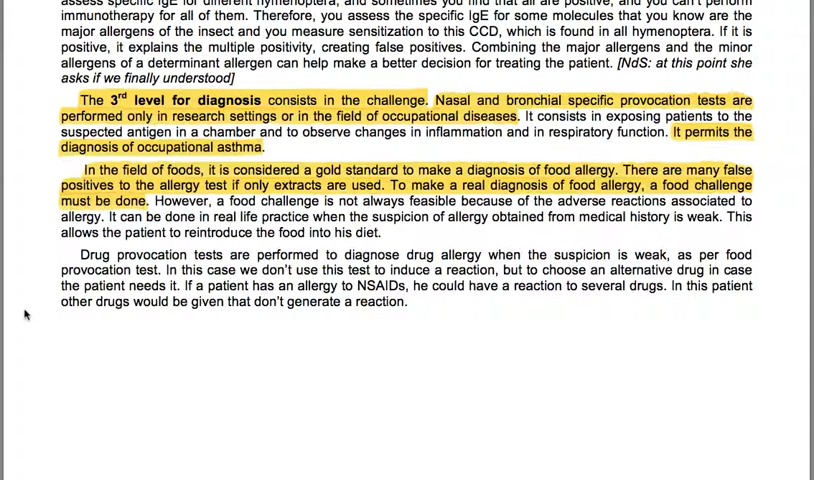 assess specific IgE for different hymenoptera, and sometimes you find that all are positive, and you can't perform
immunotherapy for all of them. Therefore, you assess the specific IgE for some molecules that you know are the
major allergens of the insect and you measure sensitization to this CCD, which is found in all hymenoptera. If it is
positive, it explains the multiple positivity, creating false positives. Combining the major allergens and the minor
allergens of a determinant allergen can help make a better decision for treating the patient. [NdS: at this point she
asks if we finally understood]
The 3rd level for diagnosis consists in the challenge. Nasal and bronchial specific provocation tests are
performed only in research settings or in the field of occupational diseases. It consists in exposing patients to the
suspected antigen in a chamber and to observe changes in inflammation and in respiratory function. It permits the
diagnosis of occupational asthma.
In the field of foods, it is considered a gold standard to make a diagnosis of food allergy. There are many false
positives to the allergy test if only extracts are used. To make a real diagnosis of food allergy, a food challenge
must be done. However, a food challenge is not always feasible because of the adverse reactions associated to
allergy. It can be done in real life practice when the suspicion of allergy obtained from medical history is weak. This
allows the patient to reintroduce the food into his diet.
Drug provocation tests are performed to diagnose drug allergy when the suspicion is weak, as per food
provocation test. In this case we don't use this test to induce a reaction, but to choose an alternative drug in case
the patient needs it. If a patient has an allergy to NSAIDs, he could have a reaction to several drugs. In this patient
other drugs would be given that don't generate a reaction.